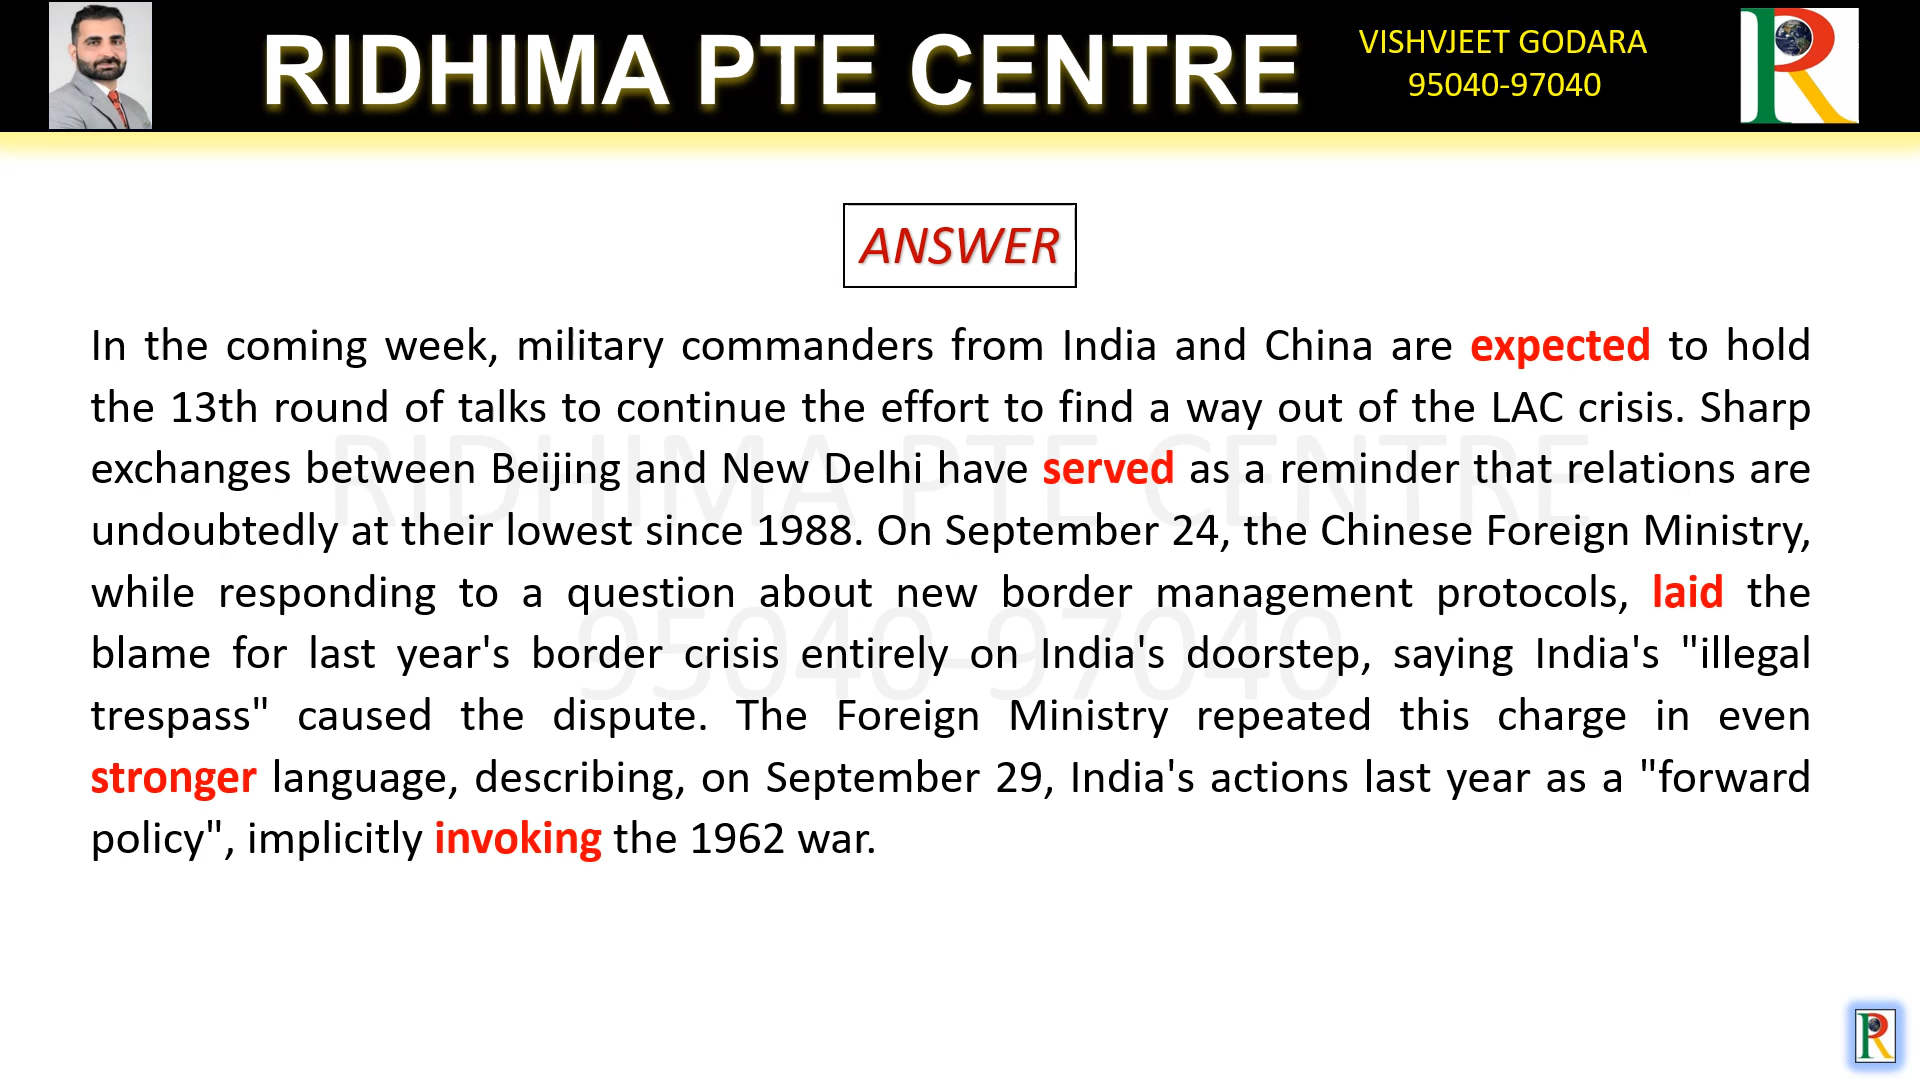 RIDHIMA PTE CENTRE
VISHVJEET GODARA
95040-97040
R
ANSWER
In the coming week, military commanders from India and China are expected to hold
the 13th round of talks to continue the effort to find a way out of the LAC crisis. Sharp
exchanges between Beijing and New Delhi have served as a reminder that relations are
undoubtedly at their lowest since 1988. On September 24, the Chinese Foreign Ministry,
while responding to a question about new border management protocols, laid the
blame for last year's border crisis entirely on India's doorstep, saying India's "illegal
trespass" caused the dispute. The Foreign Ministry repeated this charge in even
stronger language, describing, on September 29, India's actions last year as a "forward
policy", implicitly invoking the 1962 war.
RIDHIMA PTE CENTRE
95040-97040
R